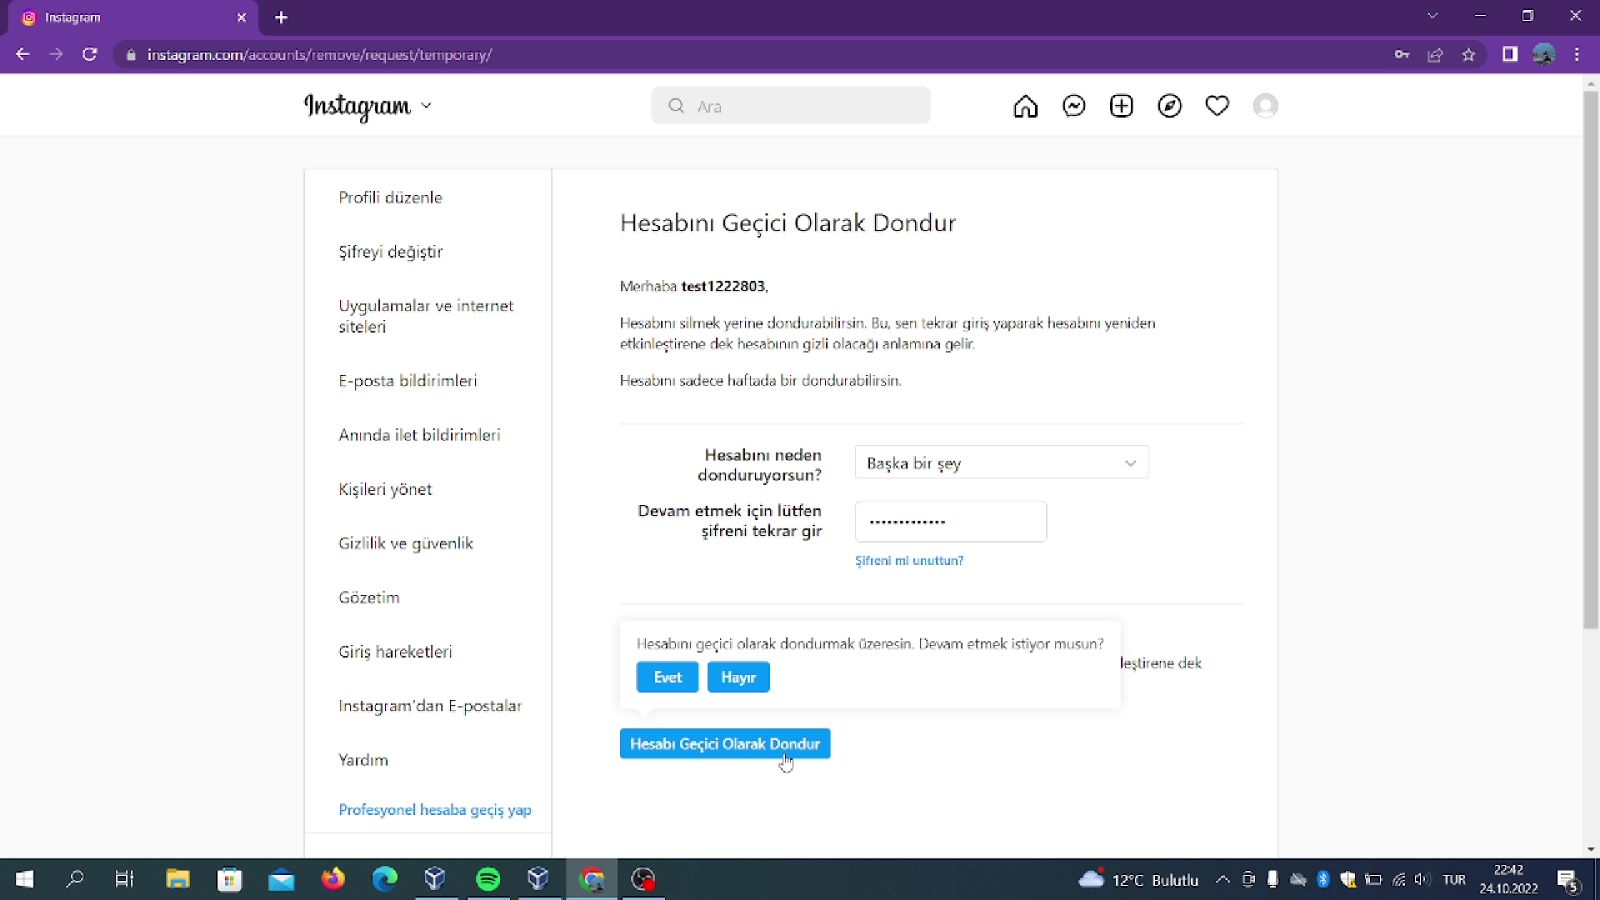 Instagram
instagram.com/accounts/remove/request/temporary/
Instagram
Ara
Profili düzenle
Şifreyi değiştir
Uygulamalar ve internet
siteleri
E-posta bildirimleri
Anında ilet bildirimleri
Kişileri yönet
Gizlilik ve güvenlik
Gözetim
Giriş hareketleri
Instagram'dan E-postalar
Yardım
Profesyonel hesaba geçiş yap
Hesabını Geçici Olarak Dondur
Merhaba test1222803,
Hesabını silmek yerine dondurabilirsin. Bu, sen tekrar giriş yaparak hesabını yeniden
etkinleştirene dek hesabının gizli olacağı anlamına gelir.
Hesabını sadece haftada bir dondurabilirsin.
Hesabını neden
donduruyorsun?
Başka bir şey
Devam etmek için lütfen
şifreni tekrar gir
•••••••••••••
Şifreni mi unuttun?
Hesabını geçici olarak dondurmak üzeresin. Devam etmek istiyor musun?
Evet Hayır
leştirene dek
Hesabı Geçici Olarak Dondur
12°C Bulutlu
TUR
22:42
24.10.2022
5